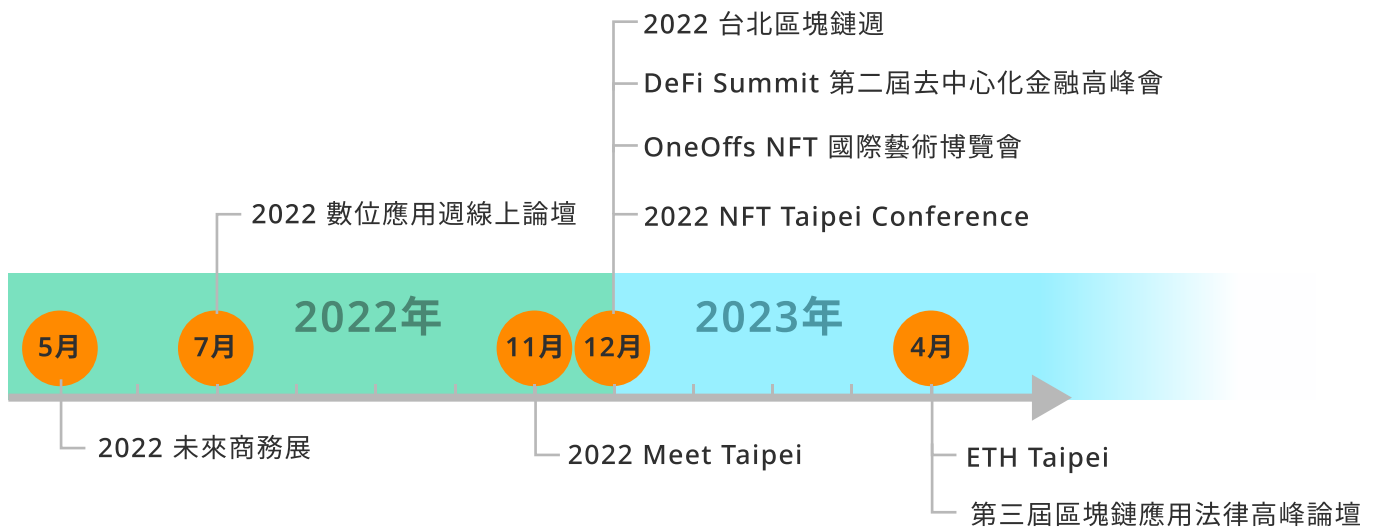 2022 台北區塊鏈週
DeFi Summit 第二屆去中心化金融高峰會
OneOffs NFT 國際藝術博覽會
2022 數位應用週線上論壇
2022 NFT Taipei Conference
2022年
2023年
5月
7月
11月
12月
4月
2022 未來商務展
2022 Meet Taipei
ETH Taipei
第三屆區塊鏈應用法律高峰論壇